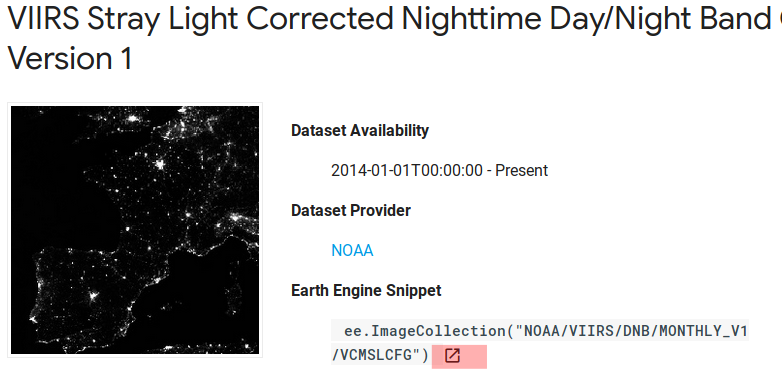 VIIRS Stray Light Corrected Nighttime Day/Night Band
Version 1
Dataset Availability
2014-01-01T00:00:00 - Present
Dataset Provider
NOAA
Earth Engine Snippet
ee.ImageCollection("NOAA/VIIRS/DNB/MONTHLY_V1
/VCMSLCFG")